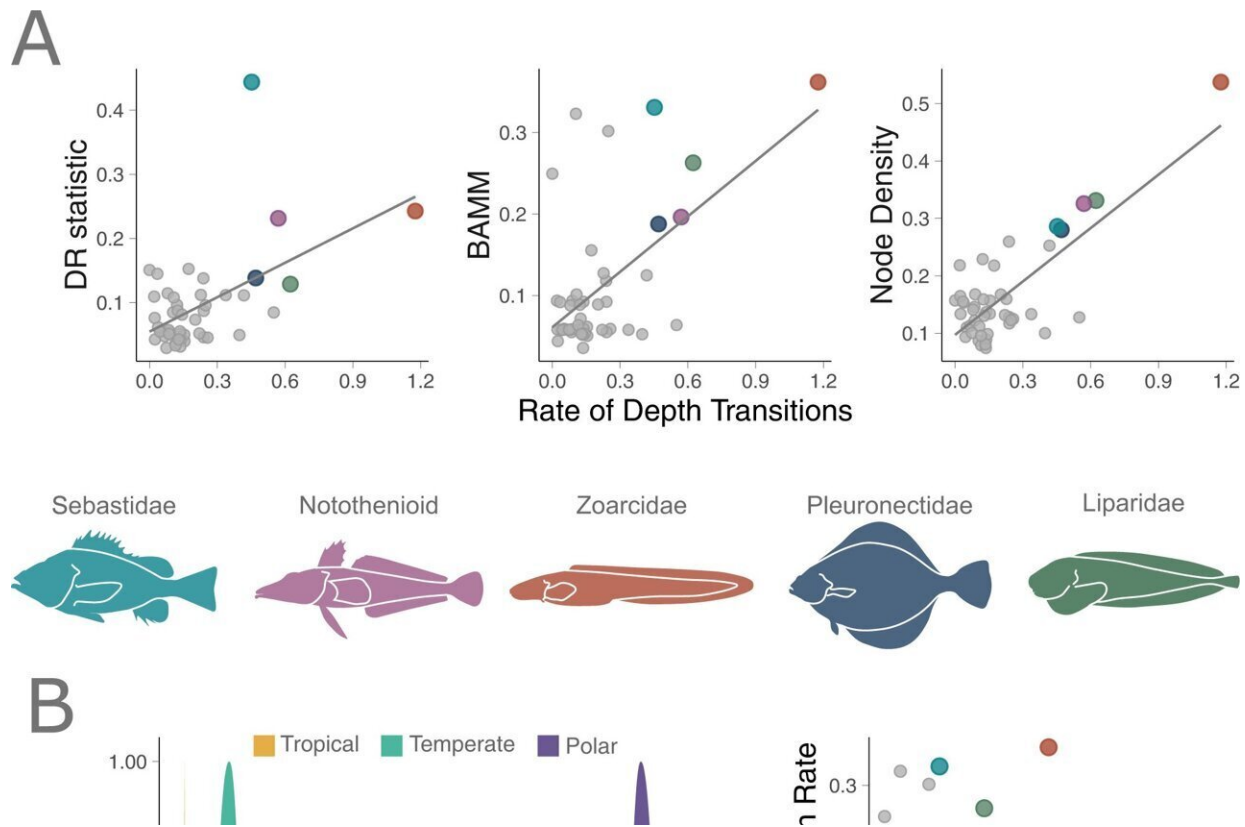 A
DR statistic
0.4
0.3
0.2
0.1
0.0 0.3 0.6 0.9 1.2
BAMM
0.3
0.2
0.1
0.0 0.3 0.6 0.9 1.2
Node Density
0.5
0.4
0.3
0.2
0.1
0.0 0.3 0.6 0.9 1.2
Rate of Depth Transitions
Sebastidae Notothenioid Zoarcidae Pleuronectidae Liparidae
B
Tropical Temperate Polar
1.00
Rate
0.3